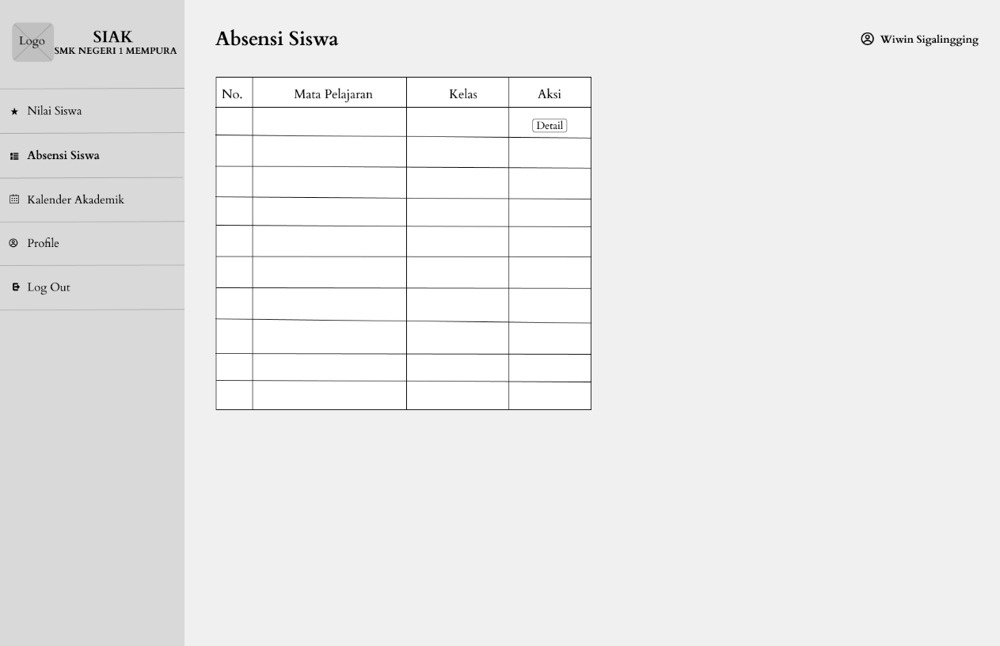 Logo
SIAK
SMK NEGERI 1 MEMPURA
Nilai Siswa
Absensi Siswa
Kalender Akademik
Profile
Log Out
Absensi Siswa
Wiwin Sigalingging
No. Mata Pelajaran Kelas Aksi
Detail